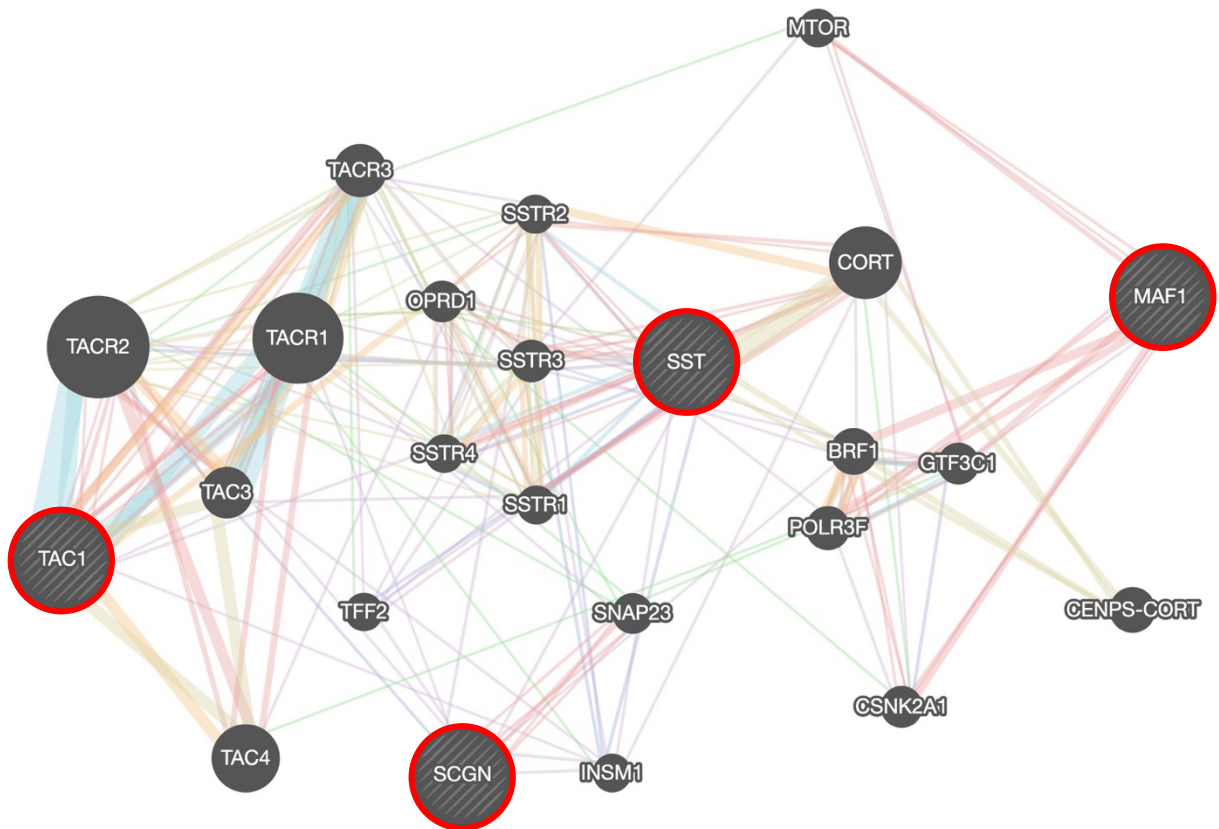 MTOR
TACR3
SSTR2
CORT
MAF1
OPRD1
TACR2
TACR1
SSTR3
SST
SSTR4
BRF1
GTF3C1
TAC3
SSTR1
POLR3F
TAC1
TFF2
SNAP23
CENPS-CORT
CSNK2A1
TAC4
SCGN
INSM1